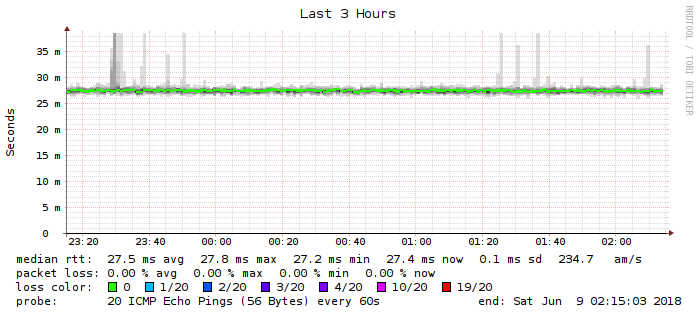 Last 3 Hours
RRDTOOL / TOBI OETIKER
Seconds
35 m
30 m
25 m
20 m
15 m
10 m
5 m
0
23:20 23:40 00:00 00:20 00:40 01:00 01:20 01:40 02:00
median rtt: 27.5 ms avg 27.8 ms max 27.2 ms min 27.4 ms now 0.1 ms sd 234.7 am/s
packet loss: 0.00 % avg 0.00 % max 0.00 % min 0.00 % now
loss color: 0 1/20 2/20 3/20 4/20 10/20 19/20
probe: 20 ICMP Echo Pings (56 Bytes) every 60s end: Sat Jun 9 02:15:03 2018